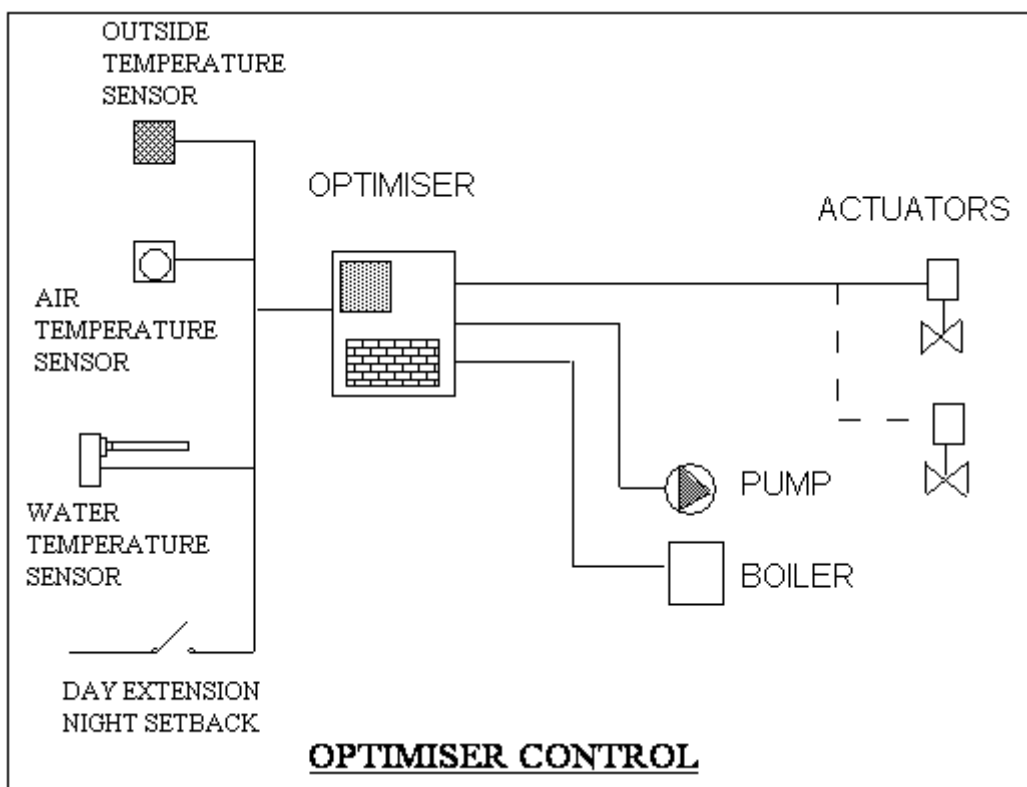 OUTSIDE
TEMPERATURE
SENSOR
OPTIMISER
ACTUATORS
AIR
TEMPERATURE
SENSOR
PUMP
WATER
TEMPERATURE
SENSOR
BOILER
DAY EXTENSION
NIGHT SETBACK
OPTIMISER CONTROL